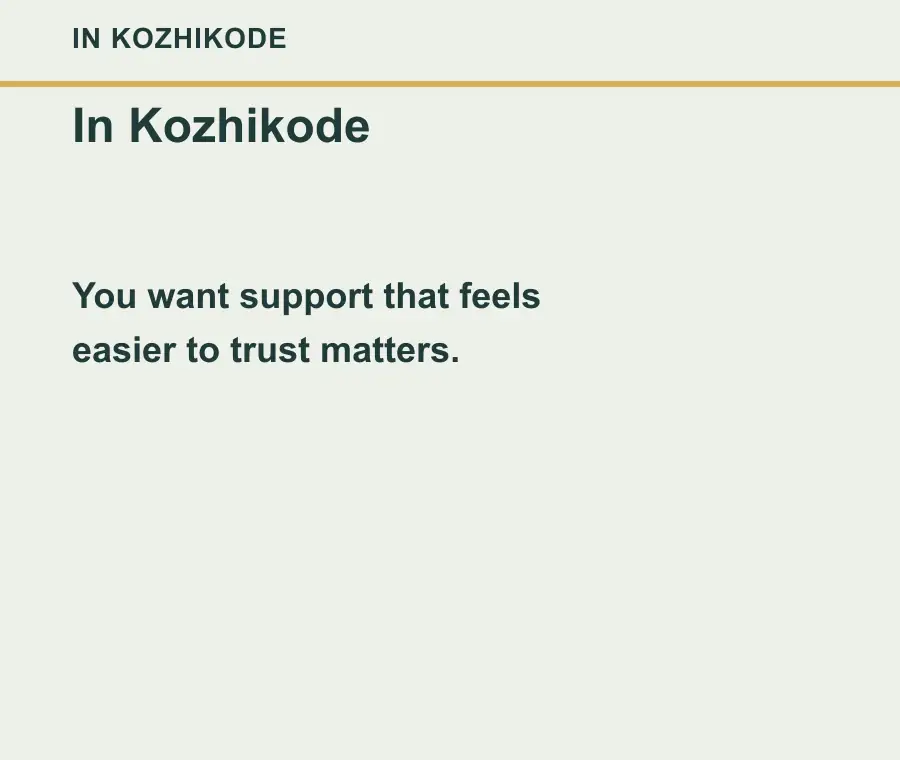 IN KOZHIKODE
In Kozhikode
You want support that feels
easier to trust matters.